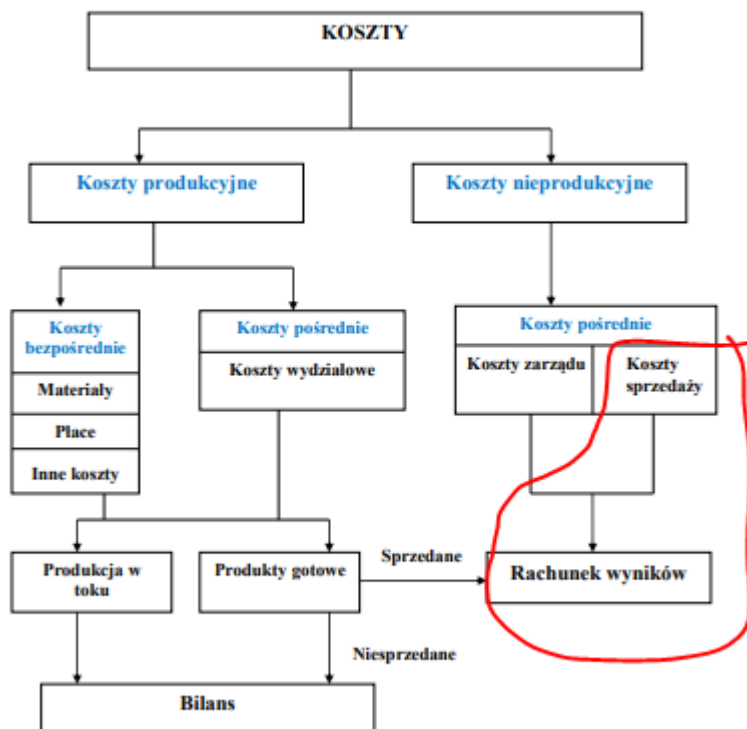 KOSZTY
Koszty produkcyjne
Koszty nieprodukcyjne
Koszty
bezpośrednie
Materiały
Płace
Inne koszty
Koszty pośrednie
Koszty wydziałowe
Koszty pośrednie
Koszty zarządu
Koszty
sprzedaży
Produkcja w
toku
Produkty gotowe
Sprzedane
Rachunek wyników
Niesprzedane
Bilans